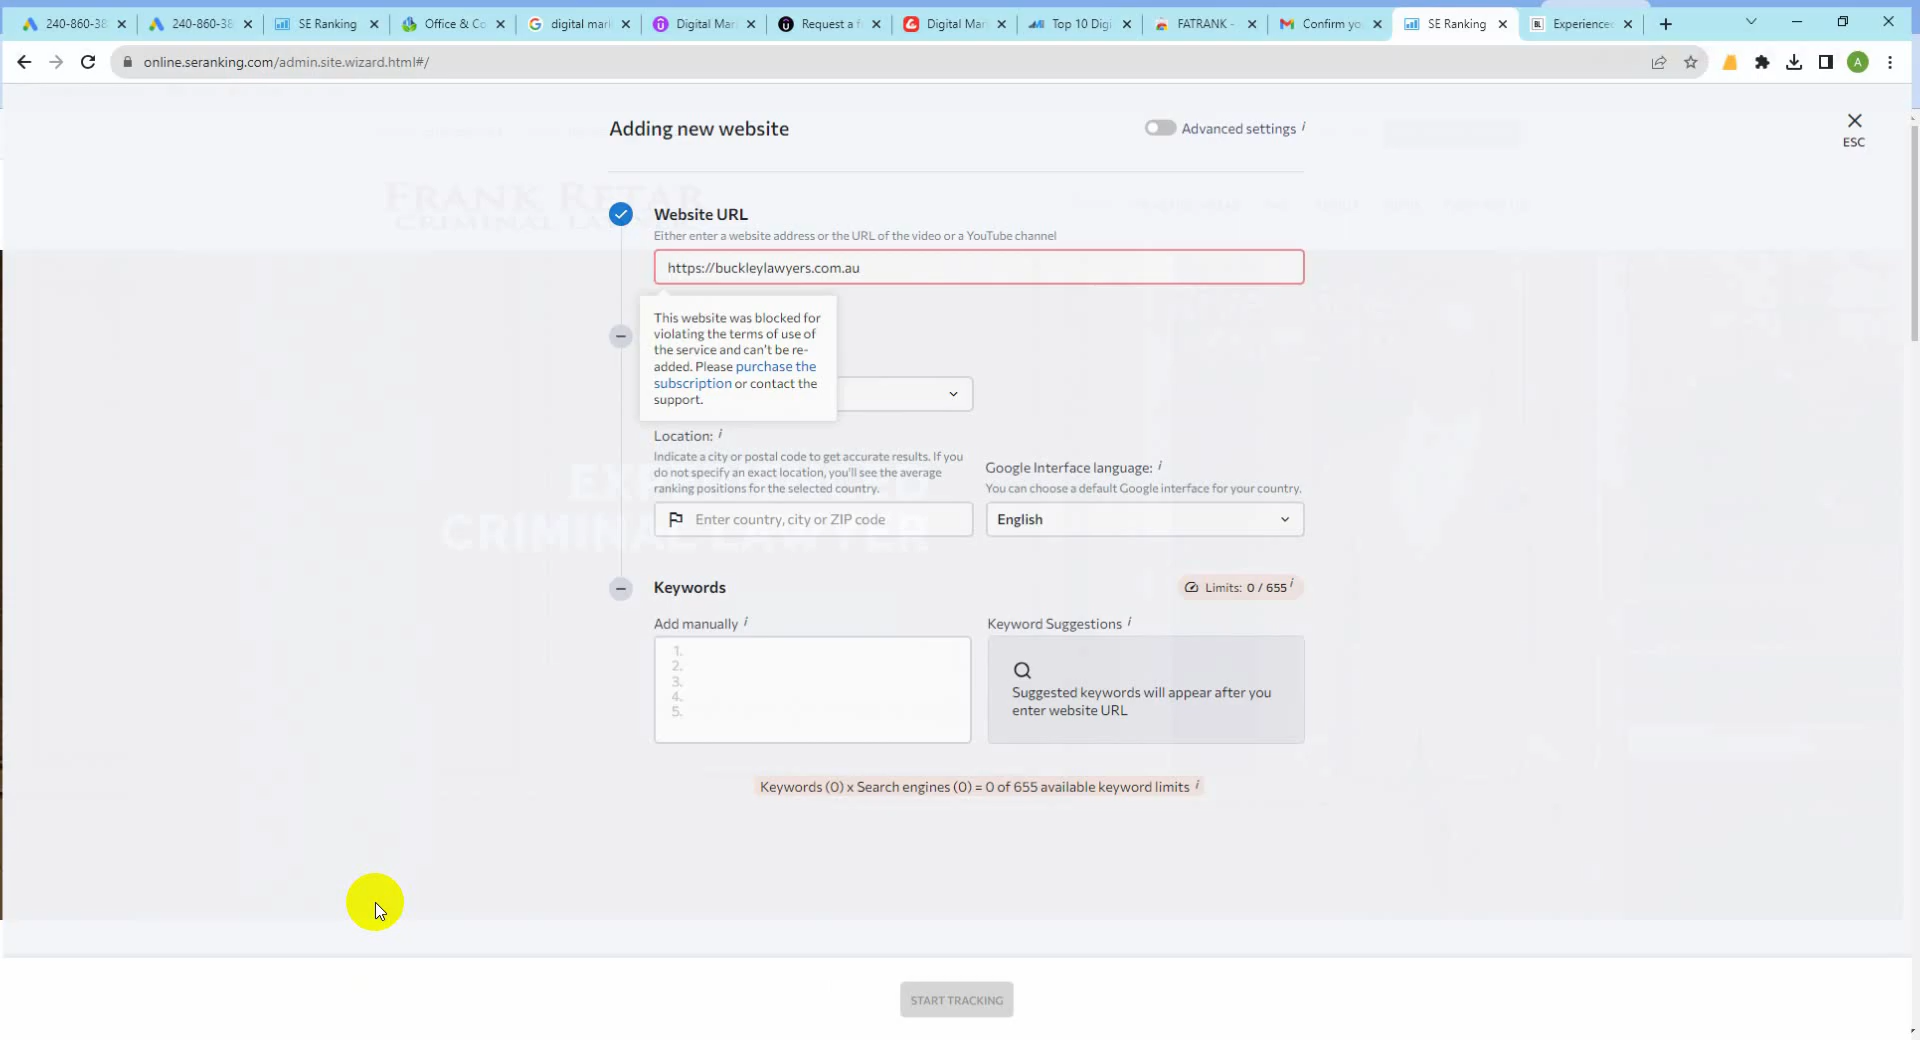 240-860-38
240-860-38
SE Ranking
Office & Co
digital mar
Digital Mar
Request a f
Digital Mar
Top 10 Digi
FATRANK -
Confirm yo
SE Ranking
Experience
online.seranking.com/admin.site.wizard.html#/
A
Adding new website
Advanced settings i
ESC
FRANK RETAR
CRIMINAL LAWYER
Website URL
Either enter a website address or the URL of the video or a YouTube channel
https://buckleylawyers.com.au
This website was blocked for
violating the terms of use of
the service and can't be re-
added. Please purchase the
subscription or contact the
support.
Location: i
Indicate a city or postal code to get accurate results. If you
do not specify an exact location, you'll see the average
ranking positions for the selected country.
Enter country, city or ZIP code
Google Interface language: i
You can choose a default Google interface for your country.
English
CRIMINAL LAWYER
Keywords
Limits: 0 / 655 i
Add manually i
1.
2.
3.
4.
5.
Keyword Suggestions i
Suggested keywords will appear after you
enter website URL
Keywords (0) x Search engines (0) = 0 of 655 available keyword limits i
START TRACKING